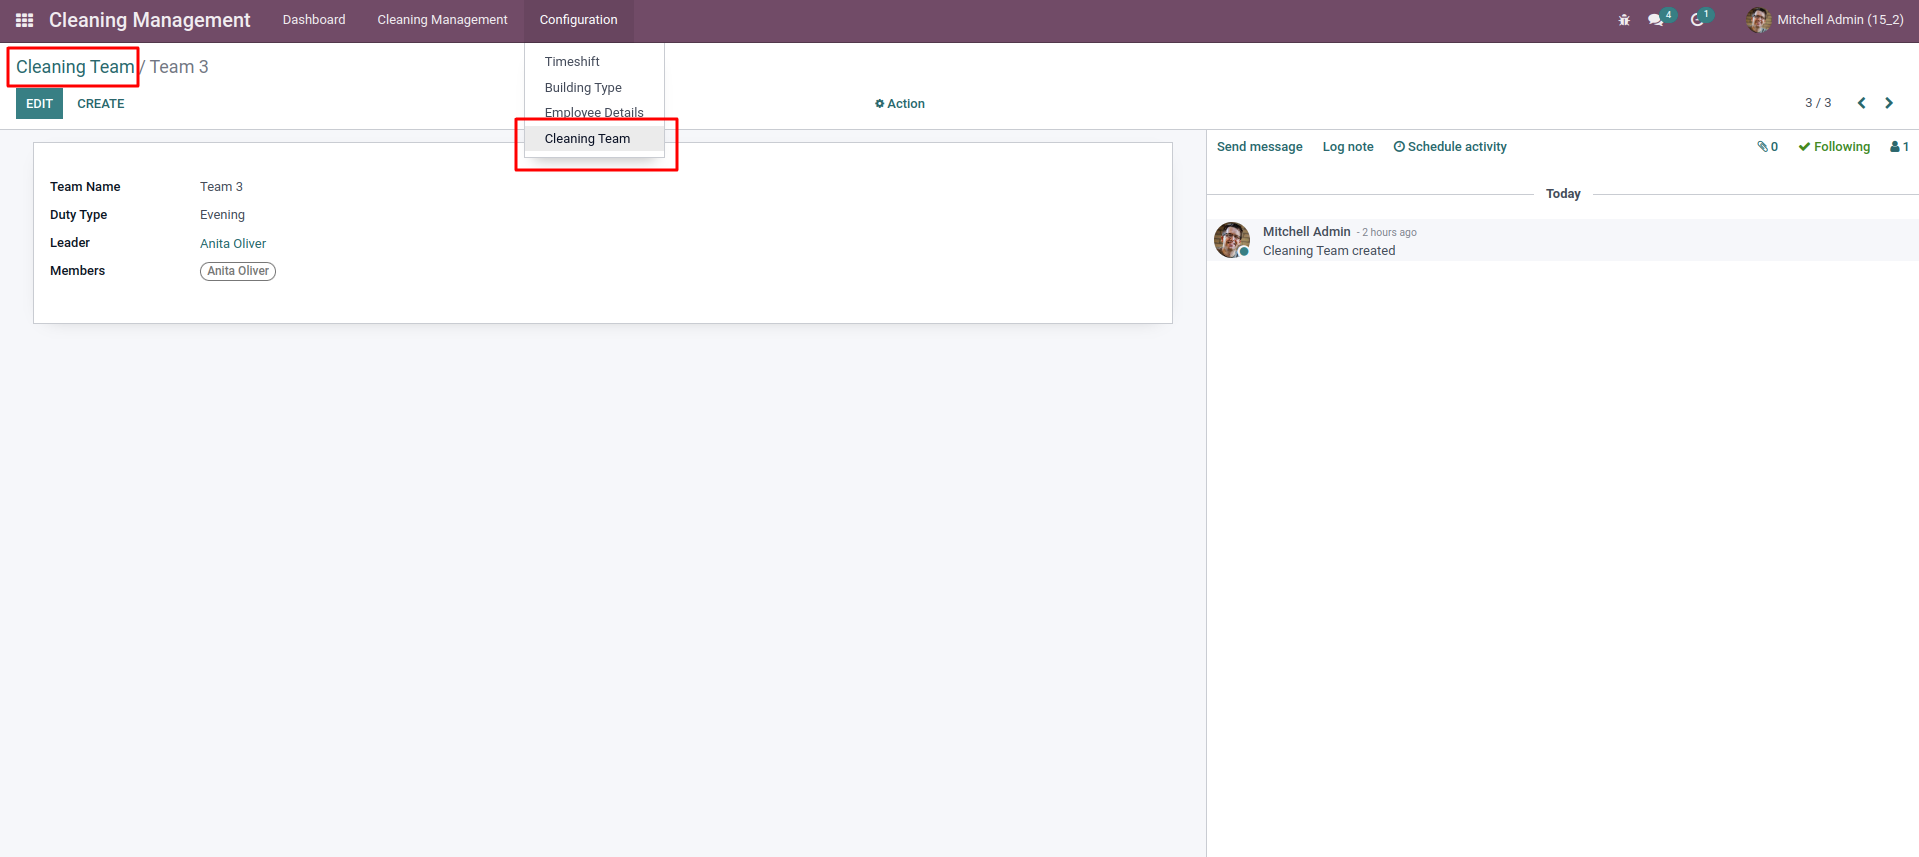 Cleaning Management Dashboard Cleaning Management Configuration 4 1 Mitchell Admin (15_2)
Cleaning Team / Team 3
Timeshift
Building Type
Employee Details
Cleaning Team
EDIT CREATE Action 3 / 3
Team Name Team 3
Duty Type Evening
Leader Anita Oliver
Members Anita Oliver
Send message Log note Schedule activity 0 Following 1
Today
Mitchell Admin - 2 hours ago
Cleaning Team created